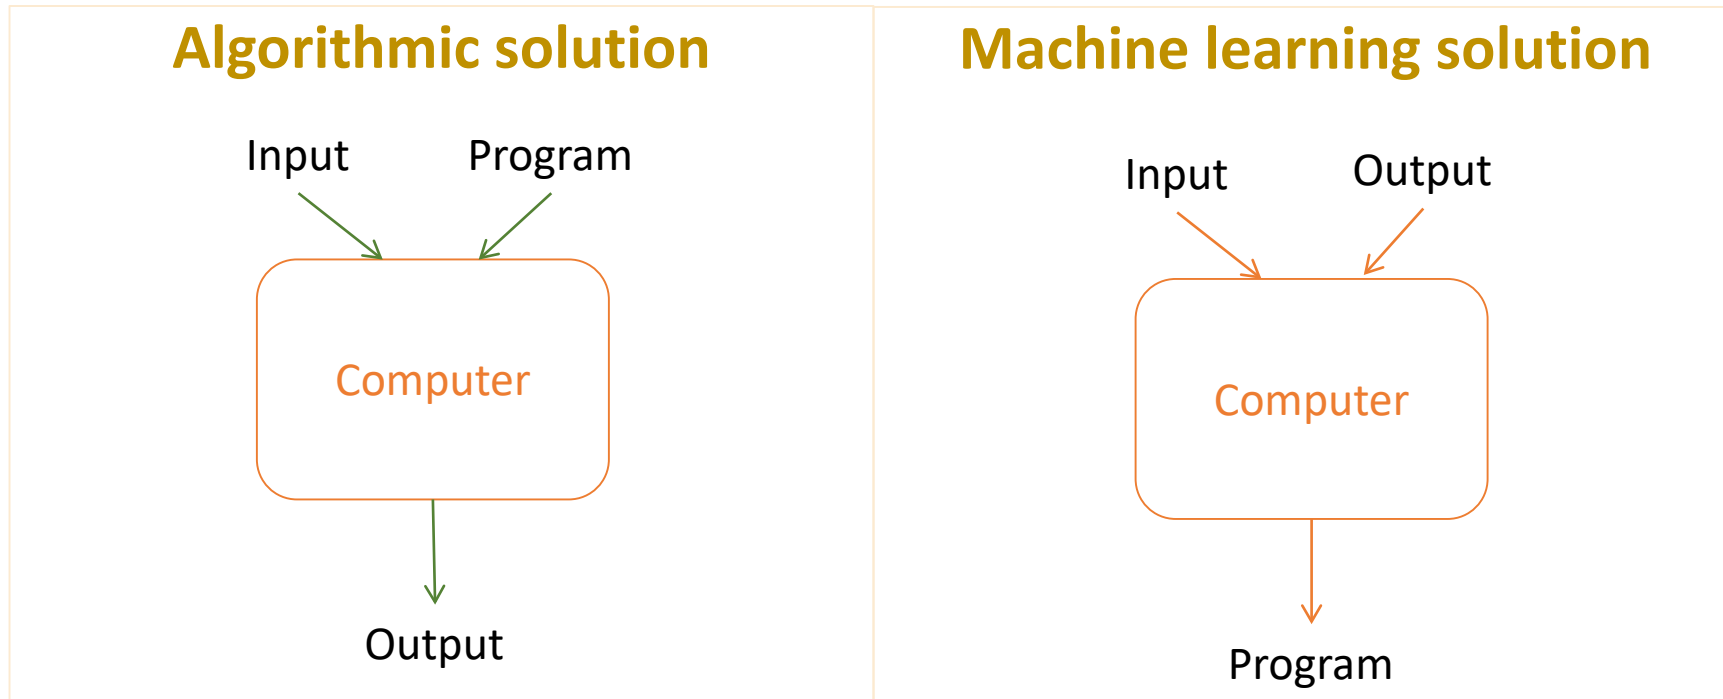 Algorithmic solution
Input Program
Computer
Output
Machine learning solution
Input Output
Computer
Program